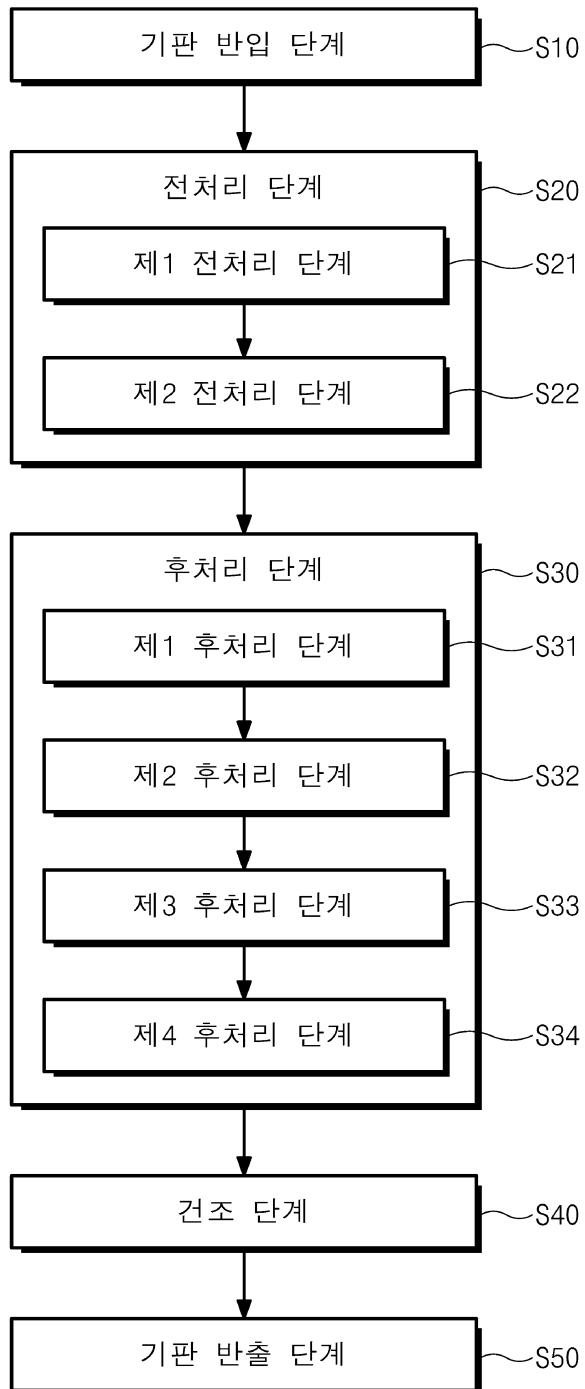 기판 반입 단계 S10
전처리 단계 S20
제1 전처리 단계 S21
제2 전처리 단계 S22
후처리 단계 S30
제1 후처리 단계 S31
제2 후처리 단계 S32
제3 후처리 단계 S33
제4 후처리 단계 S34
건조 단계 S40
기판 반출 단계 S50